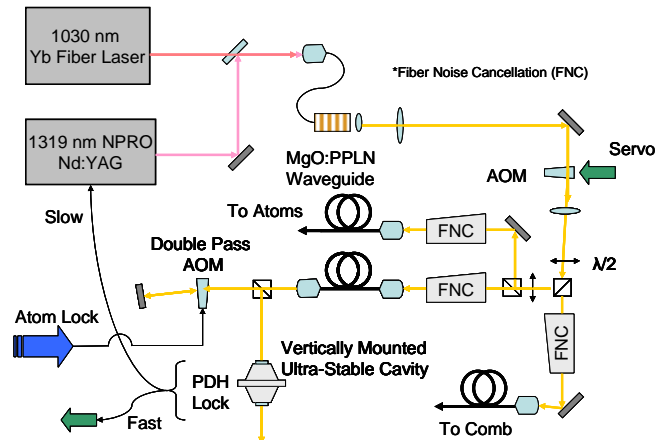 1030 nm
Yb Fiber Laser
*Fiber Noise Cancellation (FNC)
1319 nm NPRO
Nd:YAG
Servo
MgO:PPLN
Waveguide
AOM
Slow
To Atoms
FNC
Double Pass
AOM
λ/2
FNC
Atom Lock
FNC
Vertically Mounted
Ultra-Stable Cavity
PDH
Lock
Fast
To Comb